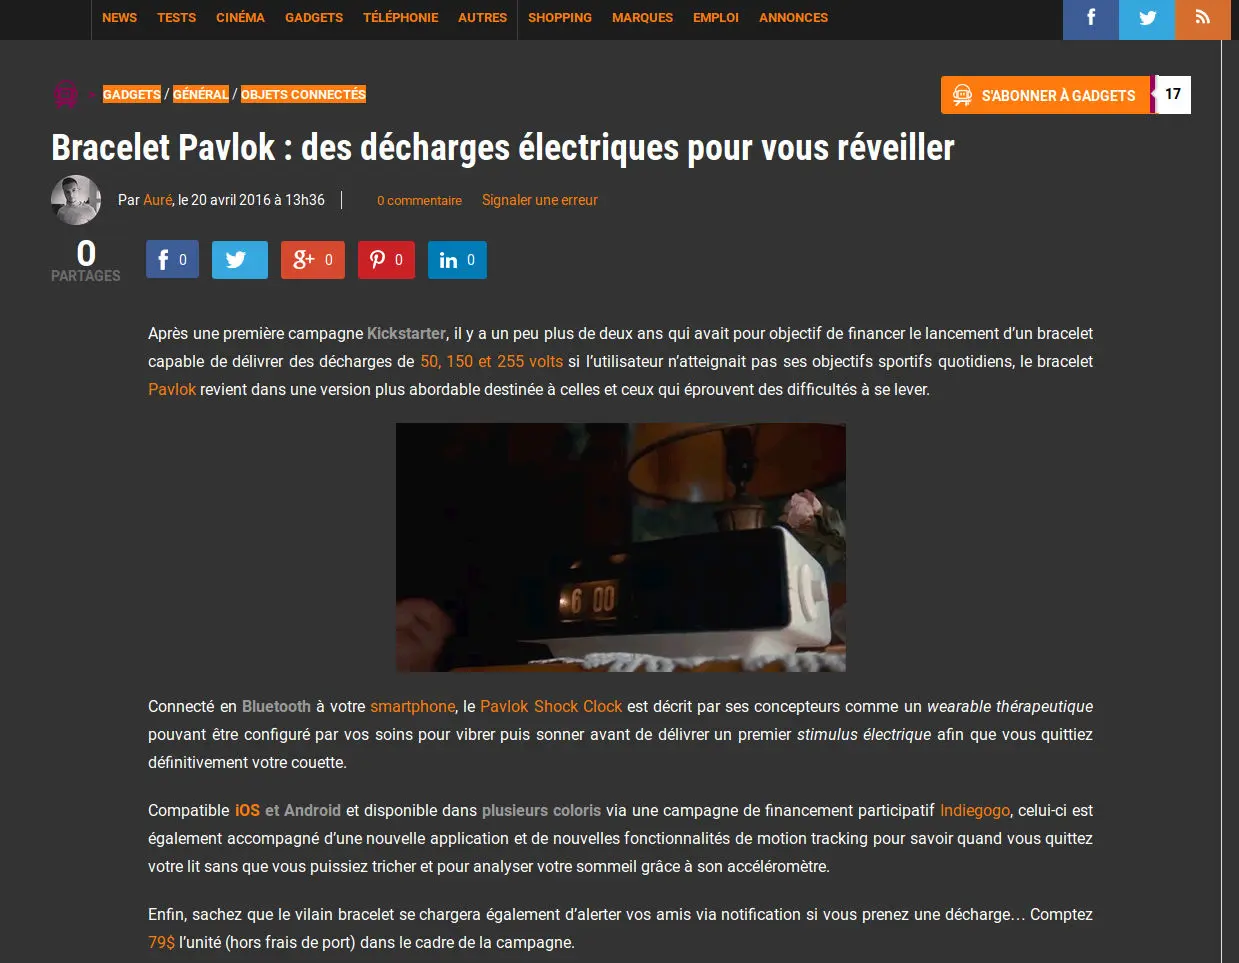 NEWS TESTS CINÉMA GADGETS TÉLÉPHONIE AUTRES SHOPPING MARQUES EMPLOI ANNONCES
GADGETS / GÉNÉRAL / OBJETS CONNECTÉS
S'ABONNER À GADGETS 17
Bracelet Pavlok : des décharges électriques pour vous réveiller
Par Auré, le 20 avril 2016 à 13h36 0 commentaire Signaler une erreur
0
PARTAGES
0 0 0 0
Après une première campagne Kickstarter, il y a un peu plus de deux ans qui avait pour objectif de financer le lancement d’un bracelet
capable de délivrer des décharges de 50, 150 et 255 volts si l’utilisateur n’atteignait pas ses objectifs sportifs quotidiens, le bracelet
Pavlok revient dans une version plus abordable destinée à celles et ceux qui éprouvent des difficultés à se lever.
6 00
Connecté en Bluetooth à votre smartphone, le Pavlok Shock Clock est décrit par ses concepteurs comme un wearable thérapeutique
pouvant être configuré par vos soins pour vibrer puis sonner avant de délivrer un premier stimulus électrique afin que vous quittiez
définitivement votre couette.
Compatible iOS et Android et disponible dans plusieurs coloris via une campagne de financement participatif Indiegogo, celui-ci est
également accompagné d’une nouvelle application et de nouvelles fonctionnalités de motion tracking pour savoir quand vous quittez
votre lit sans que vous puissiez tricher et pour analyser votre sommeil grâce à son accéléromètre.
Enfin, sachez que le vilain bracelet se chargera également d’alerter vos amis via notification si vous prenez une décharge… Comptez
79$ l’unité (hors frais de port) dans le cadre de la campagne.